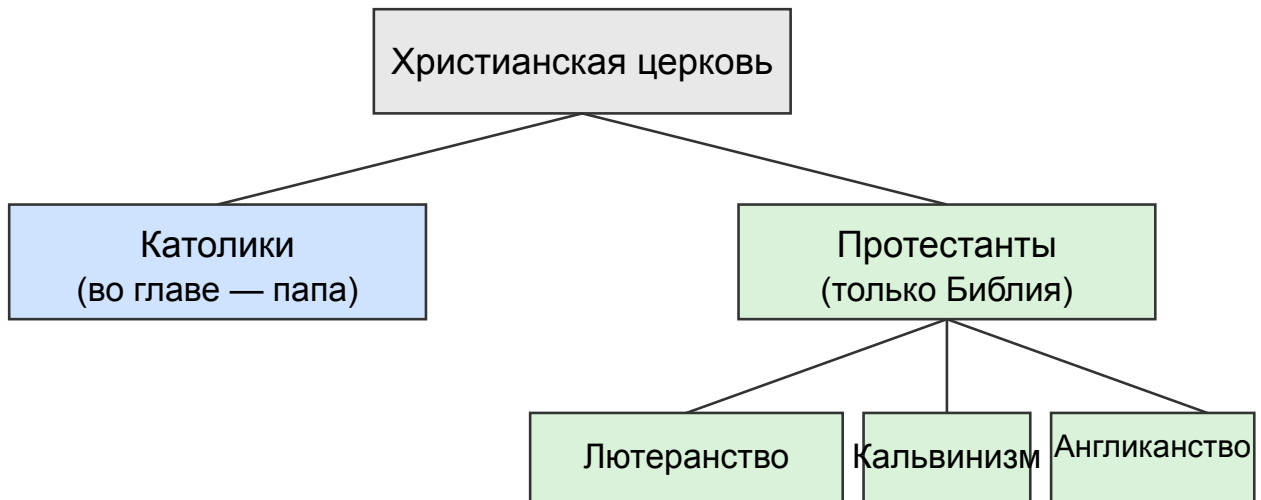 Христианская церковь
Католики
(во главе — папа)
Протестанты
(только Библия)
Лютеранство
Кальвинизм
Англиканство